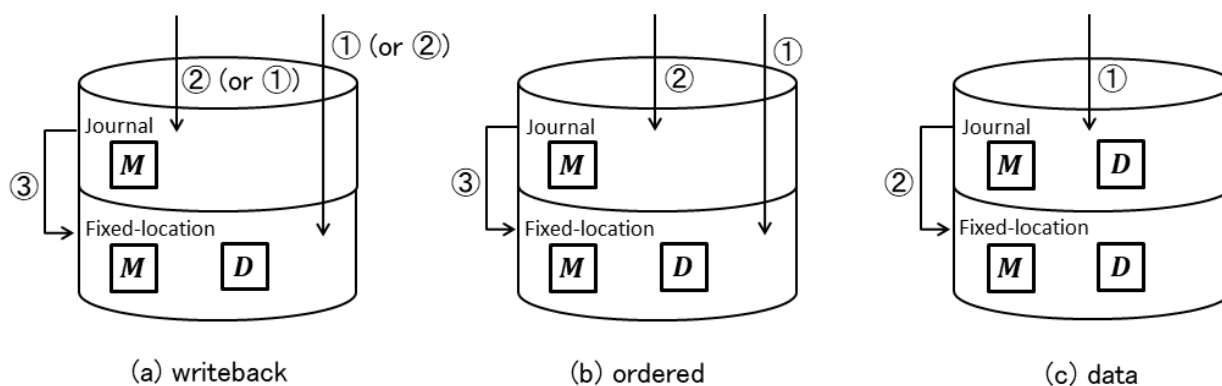 ① (or ②)
② (or ①)
Journal
M
③
Fixed-location
M D
(a) writeback
①
②
Journal
M
③
Fixed-location
M D
(b) ordered
①
Journal
M D
②
Fixed-location
M D
(c) data